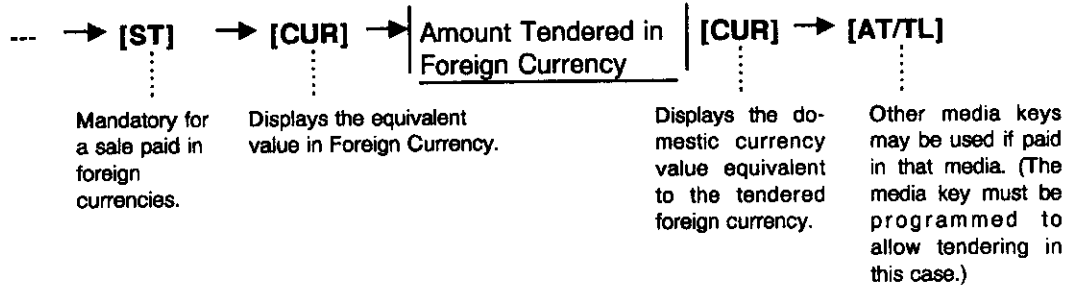 --- → [ST] → [CUR] → Amount Tendered in Foreign Currency [CUR] → [AT/TL]
Mandatory for
a sale paid in
foreign
currencies.
Displays the equivalent
value in Foreign Currency.
Displays the do-
mestic currency
value equivalent
to the tendered
foreign currency.
Other media keys
may be used if paid
in that media. (The
media key must be
programmed to
allow tendering in
this case.)